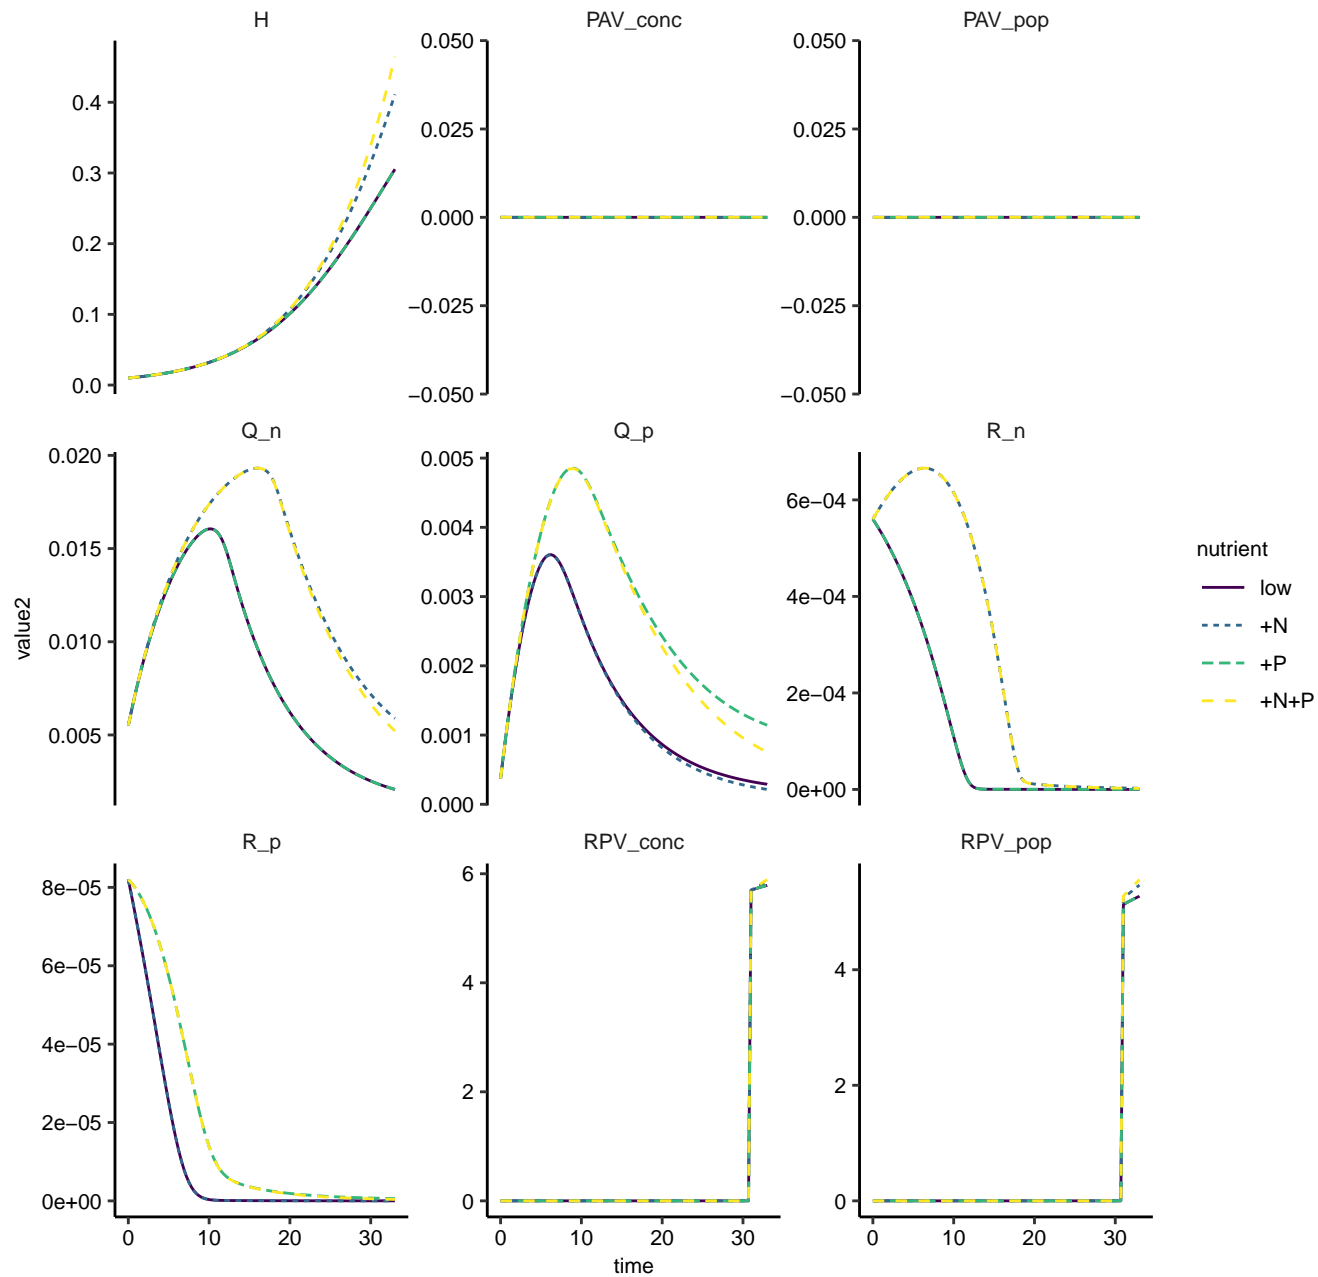 H
PAV_conc
PAV_pop
0.4
0.3
0.2
0.1
0.0
0.050
0.025
0.000
−0.025
−0.050
0.050
0.025
0.000
−0.025
−0.050
Q_n
Q_p
R_n
0.020
0.015
0.010
0.005
0.005
0.004
0.003
0.002
0.001
0.000
6e−04
4e−04
2e−04
0e+00
value2
R_p
RPV_conc
RPV_pop
8e−05
6e−05
4e−05
2e−05
0e+00
6
4
2
0
4
2
0
0 10 20 30
0 10 20 30
0 10 20 30
time
nutrient
low
+N
+P
+N+P